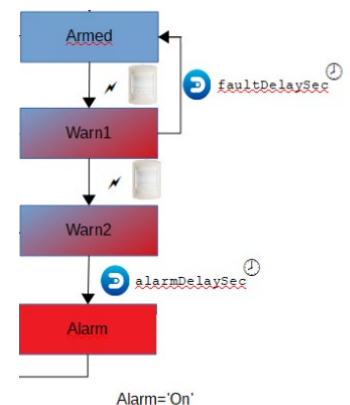 Armed
faultDelaySec
Warn1
Warn2
alarmDelaySec
Alarm
Alarm='On'